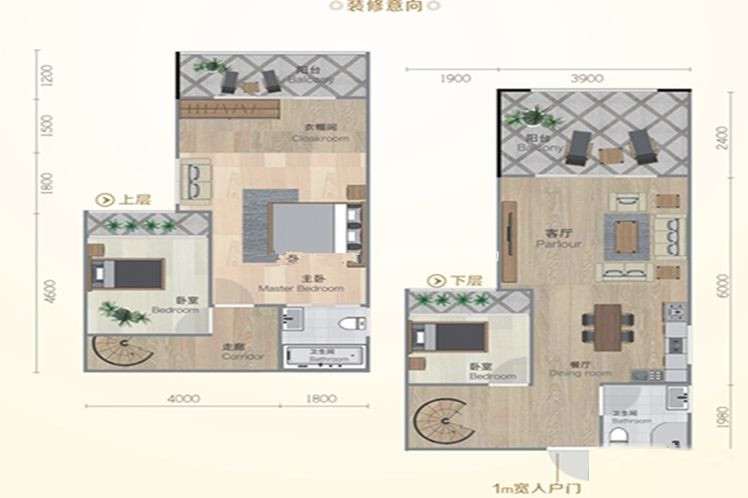 装修意向
1200
1500
1800
4600
阳台
Balcony
衣帽间
Cloakroom
上层
主卧
Master Bedroom
卧室
Bedroom
走廊
Corridor
卫生间
Bathroom
4000
1800
1900
3900
2400
6000
1980
阳台
Balcony
客厅
Parlour
下层
卧室
Bedroom
餐厅
Dining room
卫生间
Bathroom
1m宽入户门